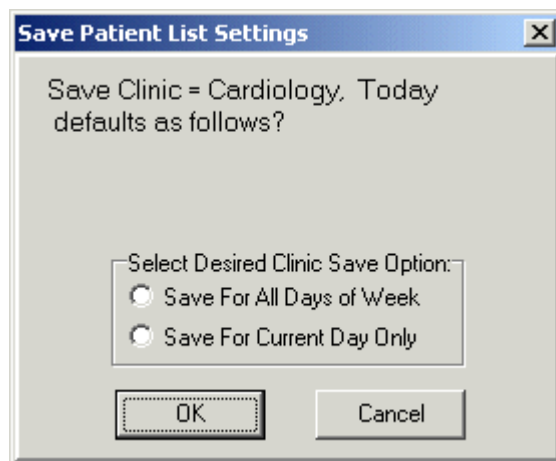 Save Patient List Settings
Save Clinic = Cardiology,  Today
defaults as follows?
Select Desired Clinic Save Option:
Save For All Days of Week
Save For Current Day Only
OK
Cancel